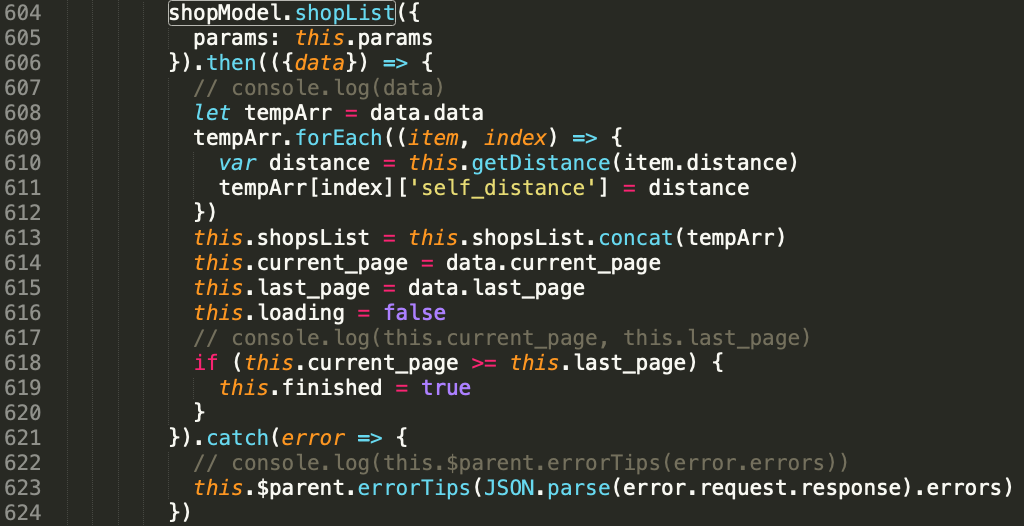 604 shopModel.shopList({
605 params: this.params
606 }).then(({data}) => {
607 // console.log(data)
608 let tempArr = data.data
609 tempArr.forEach((item, index) => {
610 var distance = this.getDistance(item.distance)
611 tempArr[index]['self_distance'] = distance
612 })
613 this.shopsList = this.shopsList.concat(tempArr)
614 this.current_page = data.current_page
615 this.last_page = data.last_page
616 this.loading = false
617 // console.log(this.current_page, this.last_page)
618 if (this.current_page >= this.last_page) {
619 this.finished = true
620 }
621 }).catch(error => {
622 // console.log(this.$parent.errorTips(error.errors))
623 this.$parent.errorTips(JSON.parse(error.request.response).errors)
624 })